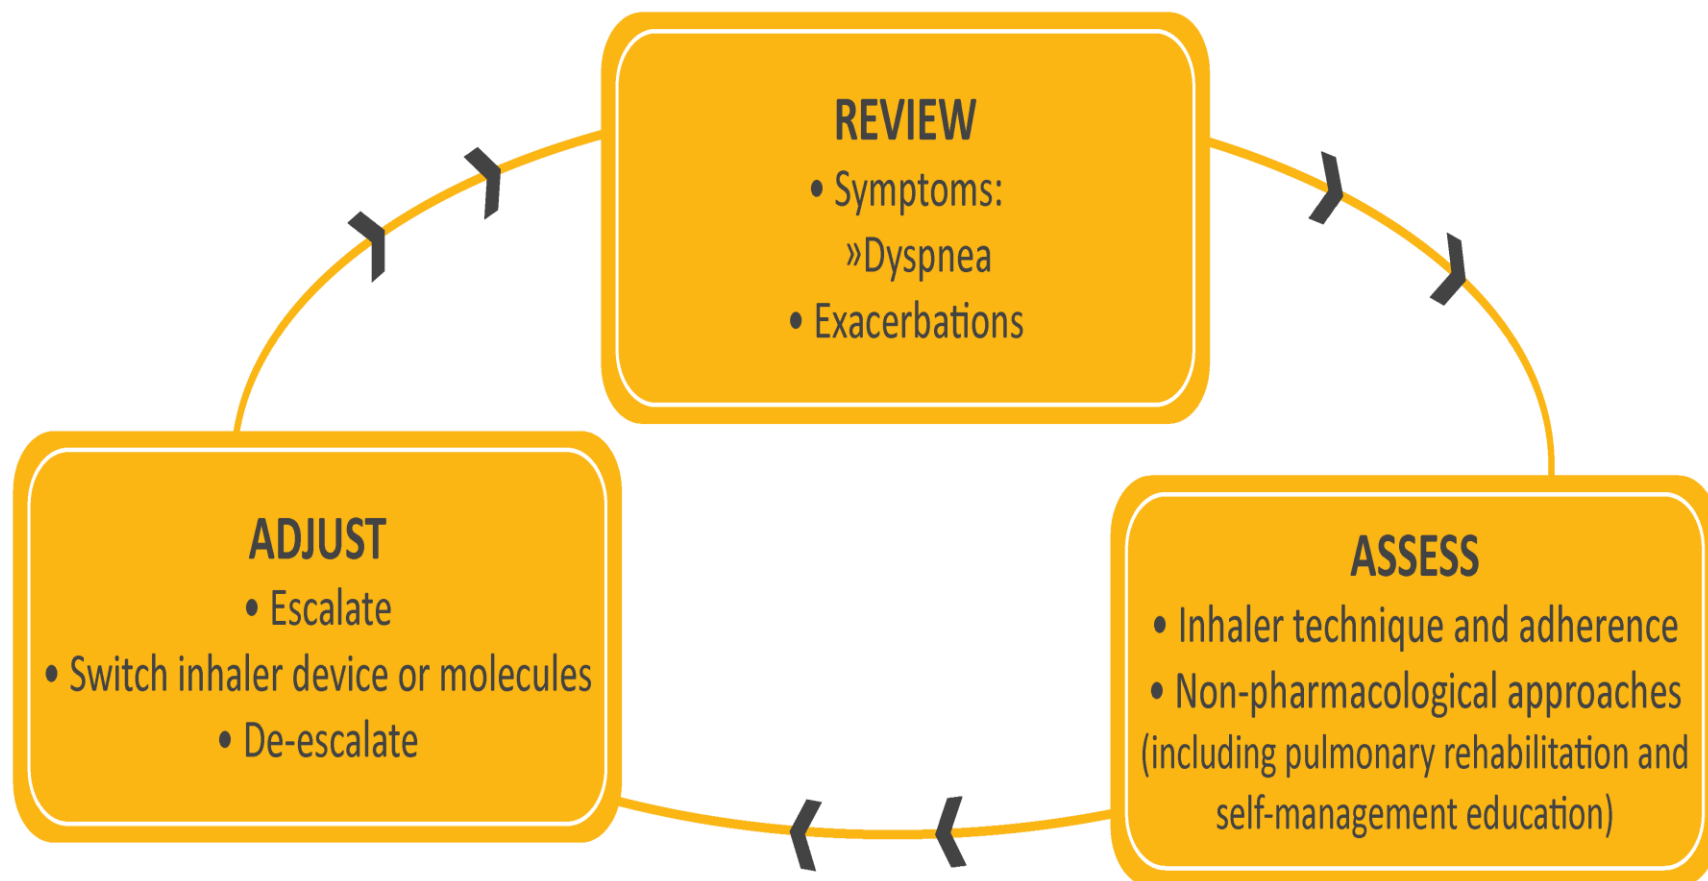 REVIEW
• Symptoms:
»Dyspnea
• Exacerbations
ADJUST
• Escalate
• Switch inhaler device or molecules
• De-escalate
ASSESS
• Inhaler technique and adherence
• Non-pharmacological approaches
(including pulmonary rehabilitation and
self-management education)